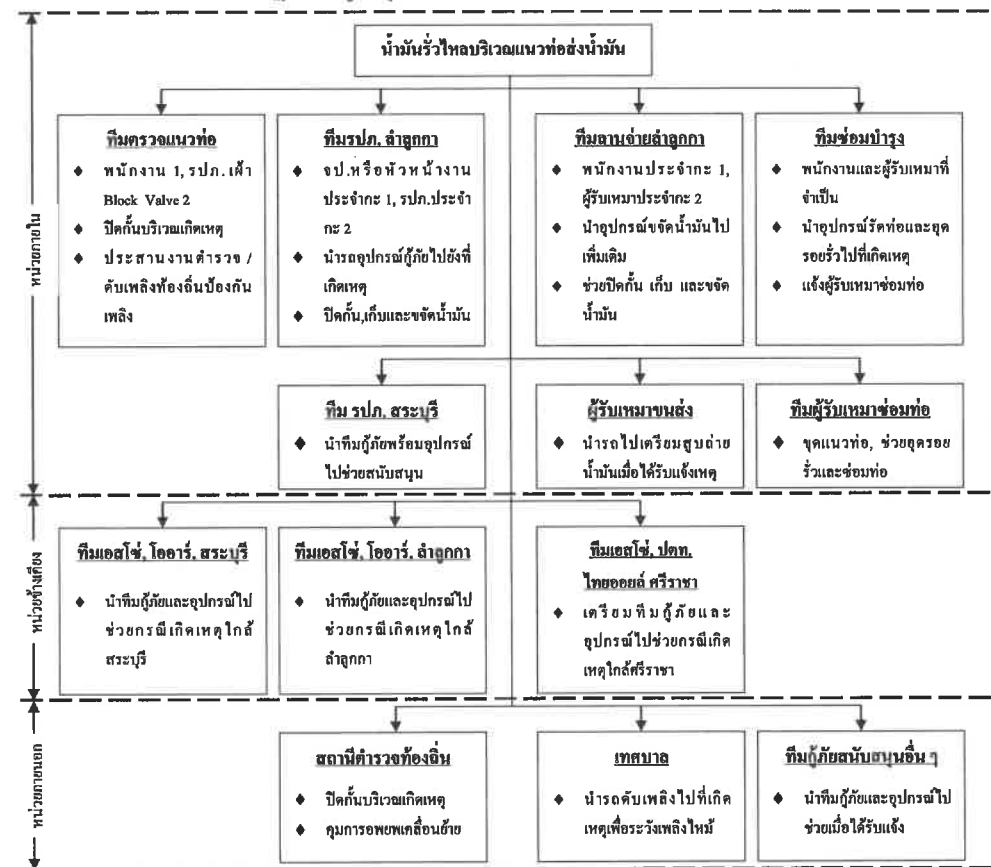 น้ำมันรั่วไหลบริเวณแนวท่อส่งน้ำมัน
หน่วยภายใน
ทีมตรวจแนวท่อ
♦ พนักงาน 1, รปภ. เฝ้า
Block Valve 2
♦ ปิดกั้นบริเวณเกิดเหตุ
♦ ประสานงานตำรวจ /
ดับเพลิงท้องถิ่นป้องกัน
เพลิง
ทีมรปภ. ลำลูกกา
♦ จป.หรือหัวหน้างาน
ประจำกะ 1, รปภ.ประจำ
กะ 2
♦ นำรถอุปกรณ์กู้ภัยไปยังที่
เกิดเหตุ
♦ ปิดกั้น,เก็บและขจัดน้ำมัน
ทีมลานจ่ายลำลูกกา
♦ พนักงานประจำกะ 1,
ผู้รับเหมาประจำกะ 2
♦ นำอุปกรณ์ขจัดน้ำมันไป
เพิ่มเติม
♦ ช่วยปิดกั้น เก็บ และขจัด
น้ำมัน
ทีมซ่อมบำรุง
♦ พนักงานและผู้รับเหมาที่
จำเป็น
♦ นำอุปกรณ์รัดท่อและอุด
รอยรั่วไปที่เกิดเหตุ
♦ แจ้งผู้รับเหมาซ่อมท่อ
ทีม รปภ. สระบุรี
♦ นำทีมกู้ภัยพร้อมอุปกรณ์
ไปช่วยสนับสนุน
ผู้รับเหมาขนส่ง
♦ นำรถไปเตรียมสูบถ่าย
น้ำมันเมื่อได้รับแจ้งเหตุ
ทีมผู้รับเหมาซ่อมท่อ
♦ ขุดแนวท่อ, ช่วยอุดรอย
รั่วและซ่อมท่อ
หน่วยข้างเคียง
ทีมเอสโซ่, โออาร์, สระบุรี
♦ นำทีมกู้ภัยและอุปกรณ์ไป
ช่วยกรณีเกิดเหตุใกล้
สระบุรี
ทีมเอสโซ่, โออาร์, ลำลูกกา
♦ นำทีมกู้ภัยและอุปกรณ์ไป
ช่วยกรณีเกิดเหตุใกล้
ลำลูกกา
ทีมเอสโซ่, ปตท.
ไทยออยล์ ศรีราชา
♦ เตรียมทีมกู้ภัยและ
อุปกรณ์ไปช่วยกรณีเกิด
เหตุใกล้ศรีราชา
หน่วยภายนอก
สถานีตำรวจท้องถิ่น
♦ ปิดกั้นบริเวณเกิดเหตุ
♦ คุมการอพยพเคลื่อนย้าย
เทศบาล
♦ นำรถดับเพลิงไปที่เกิด
เหตุเพื่อระวังเพลิงไหม้
ทีมกู้ภัยสนับสนุนอื่น ๆ
♦ นำทีมกู้ภัยและอุปกรณ์ไป
ช่วยเมื่อได้รับแจ้ง